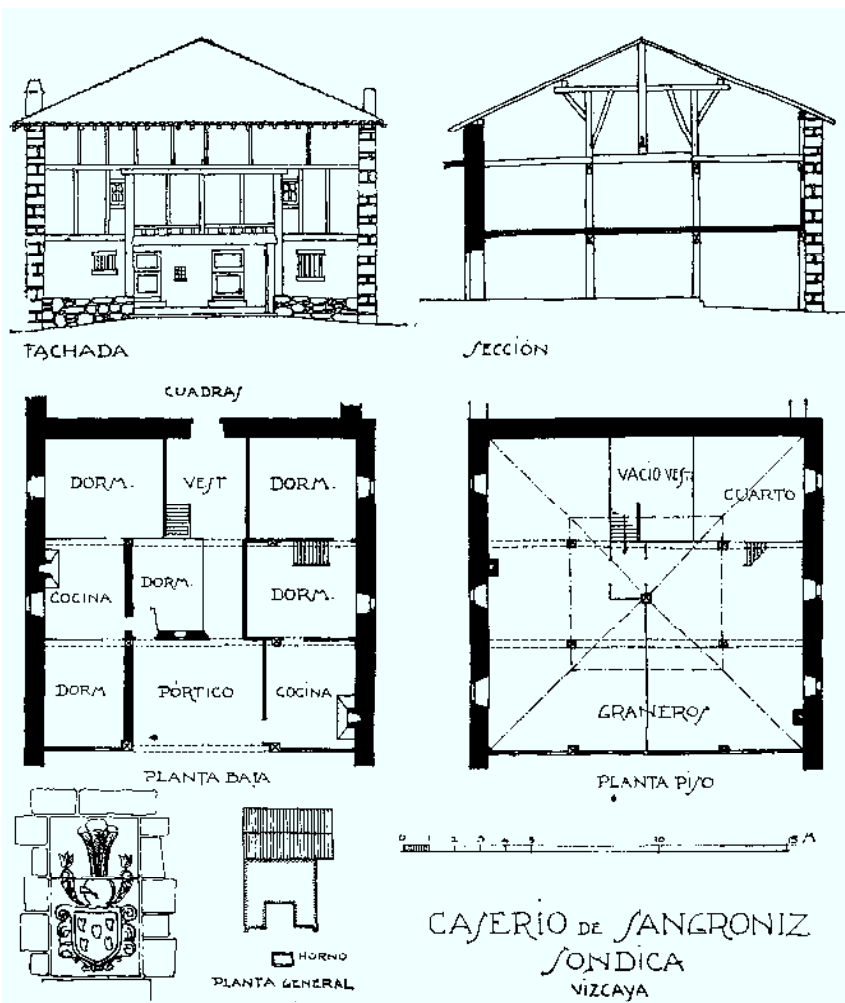 FACHADA
SECCIÓN
CUADRAS
DORM.
VEST
DORM.
COCINA
DORM.
DORM.
DORM
PÓRTICO
COCINA
PLANTA BAJA
VACIO VEST.
CUARTO
GRANEROS
PLANTA PISO
HORNO
PLANTA GENERAL
0 1 2 3 4 5 10 15 M
CASERIO DE SANGRONIZ
SONDICA
VIZCAYA